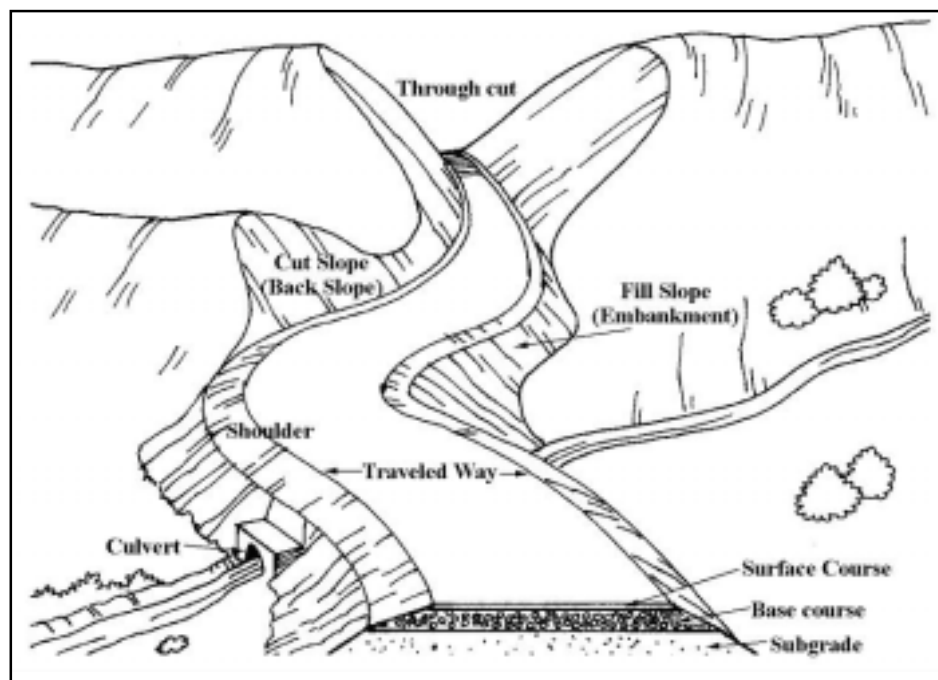 Through cut
Cut Slope
(Back Slope)
Fill Slope
(Embankment)
Shoulder
Traveled Way
Culvert
Surface Course
Base course
Subgrade